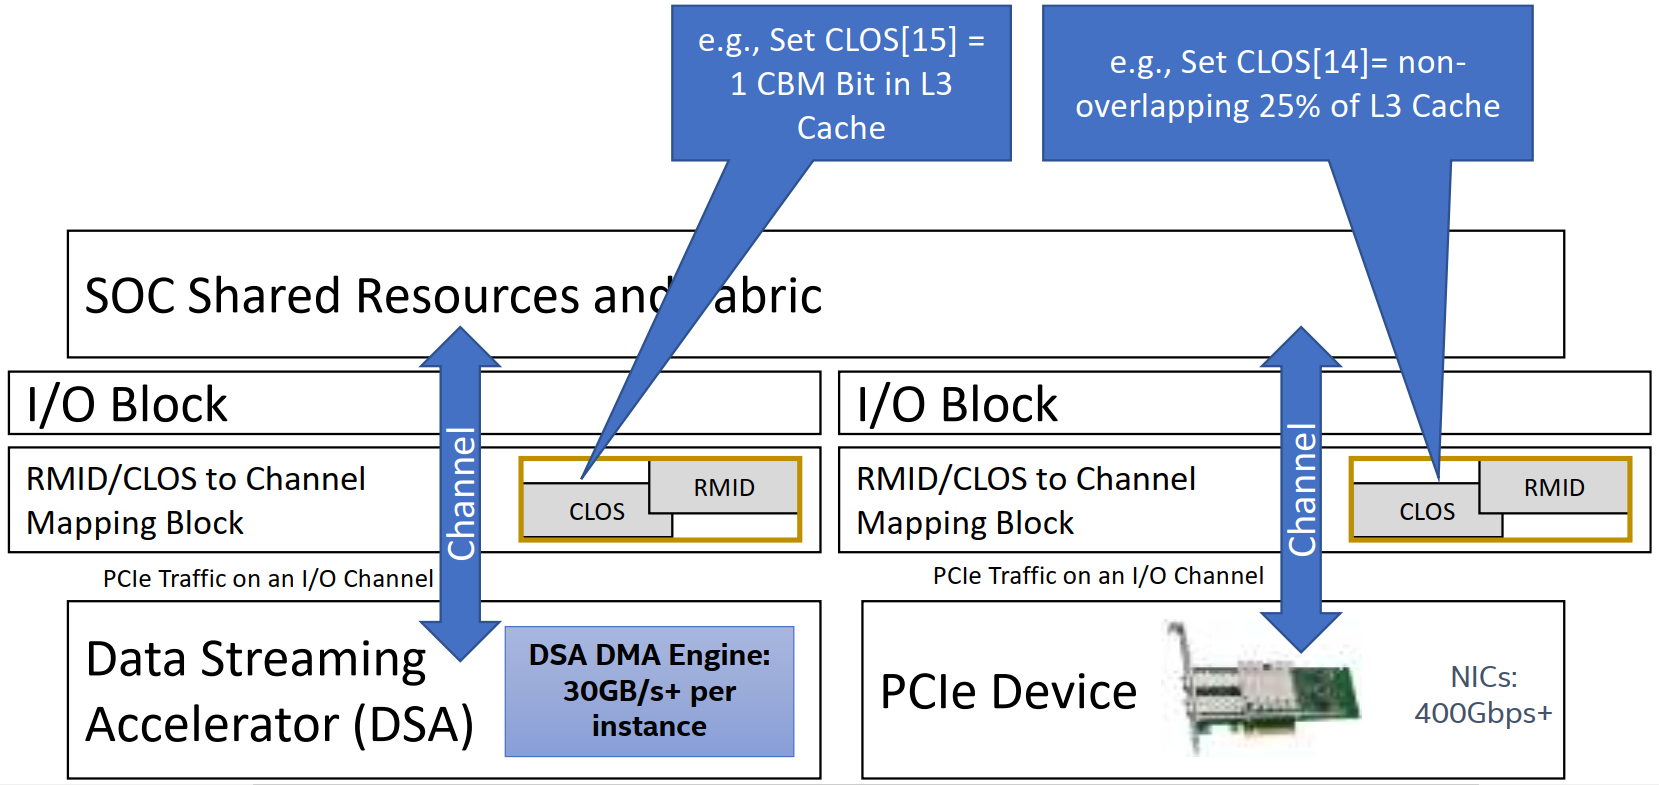 e.g., Set CLOS[15] =
1 CBM Bit in L3
Cache
e.g., Set CLOS[14]= non-
overlapping 25% of L3 Cache
SOC Shared Resources and abric
I/O Block
I/O Block
RMID/CLOS to Channel
Mapping Block
Channel
CLOS
RMID
RMID/CLOS to Channel
Mapping Block
Channel
CLOS
RMID
PCIe Traffic on an I/O Channel
PCIe Traffic on an I/O Channel
Data Streaming
Accelerator (DSA)
DSA DMA Engine:
30GB/s+ per
instance
PCIe Device
NICs:
400Gbps+